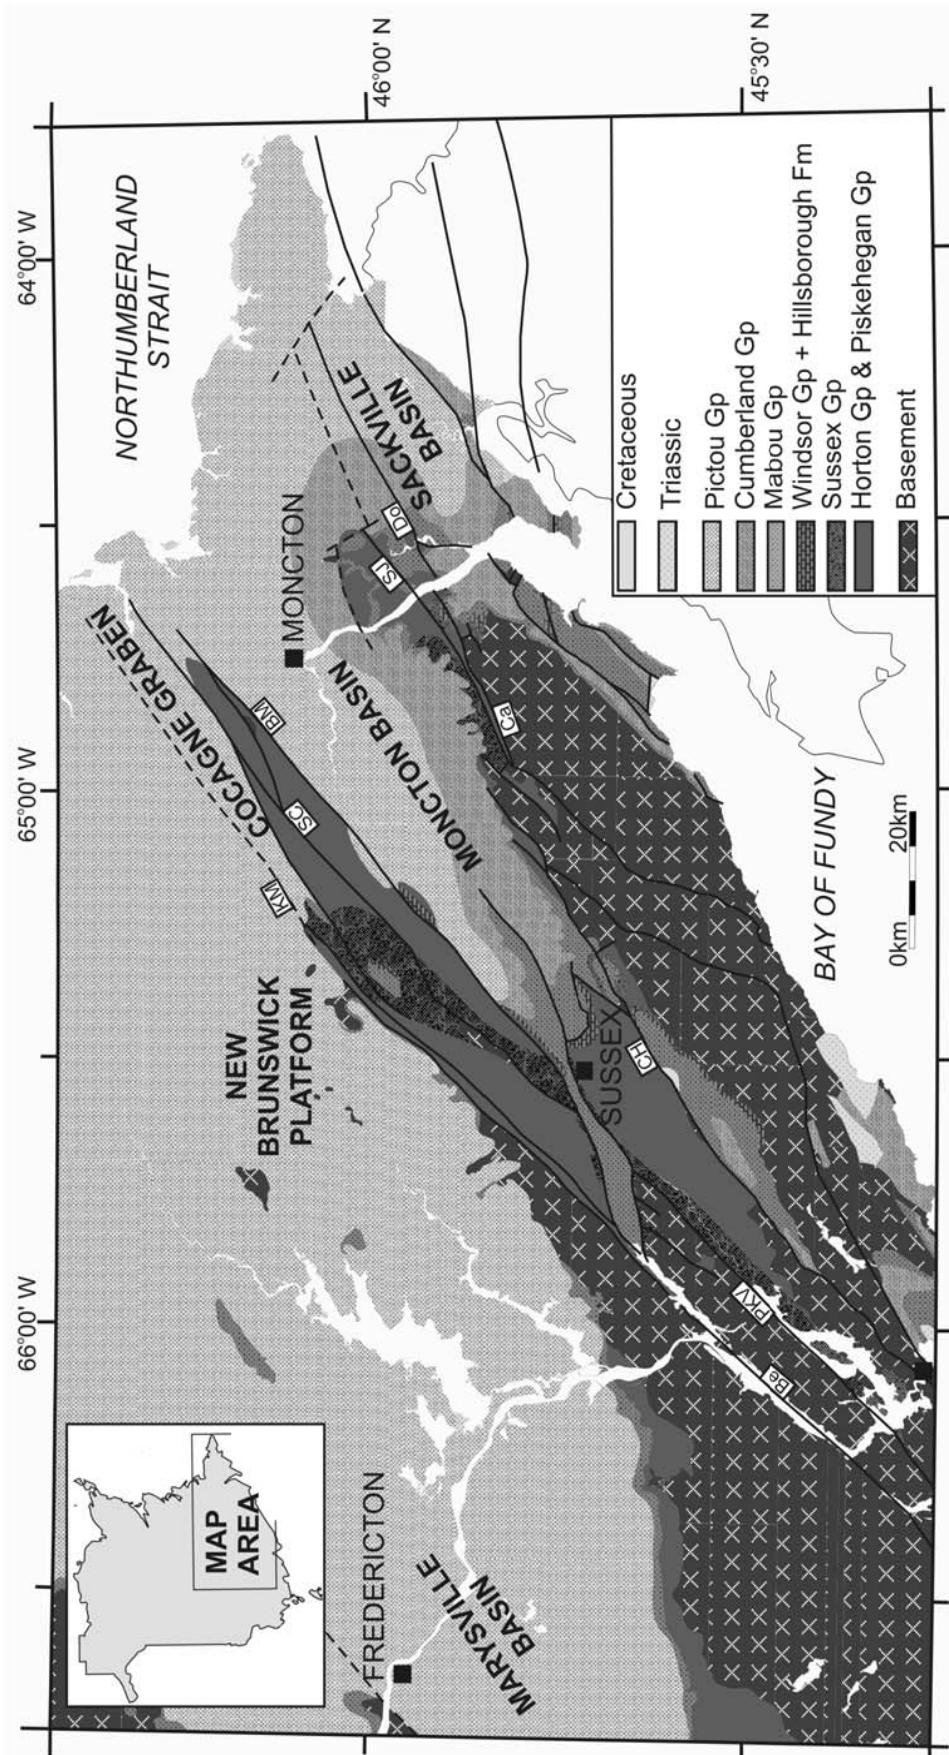 66°00' W
65°00' W
64°00' W
46°00' N
45°30' N
MAP
AREA
NORTHUMBERLAND
STRAIT
NEW
BRUNSWICK
PLATFORM
COCAGNE GRABEN
MONCTON
KM
SC
BM
MONCTON BASIN
SACKVILLE
BASIN
SJ
Do
Ca
FREDERICTON
MARYSVILLE
BASIN
SUSSEX
CH
PKV
Be
BAY OF FUNDY
0km
20km
Cretaceous
Triassic
Pictou Gp
Cumberland Gp
Mabou Gp
Windsor Gp + Hillsborough Fm
Sussex Gp
Horton Gp & Piskehegan Gp
Basement